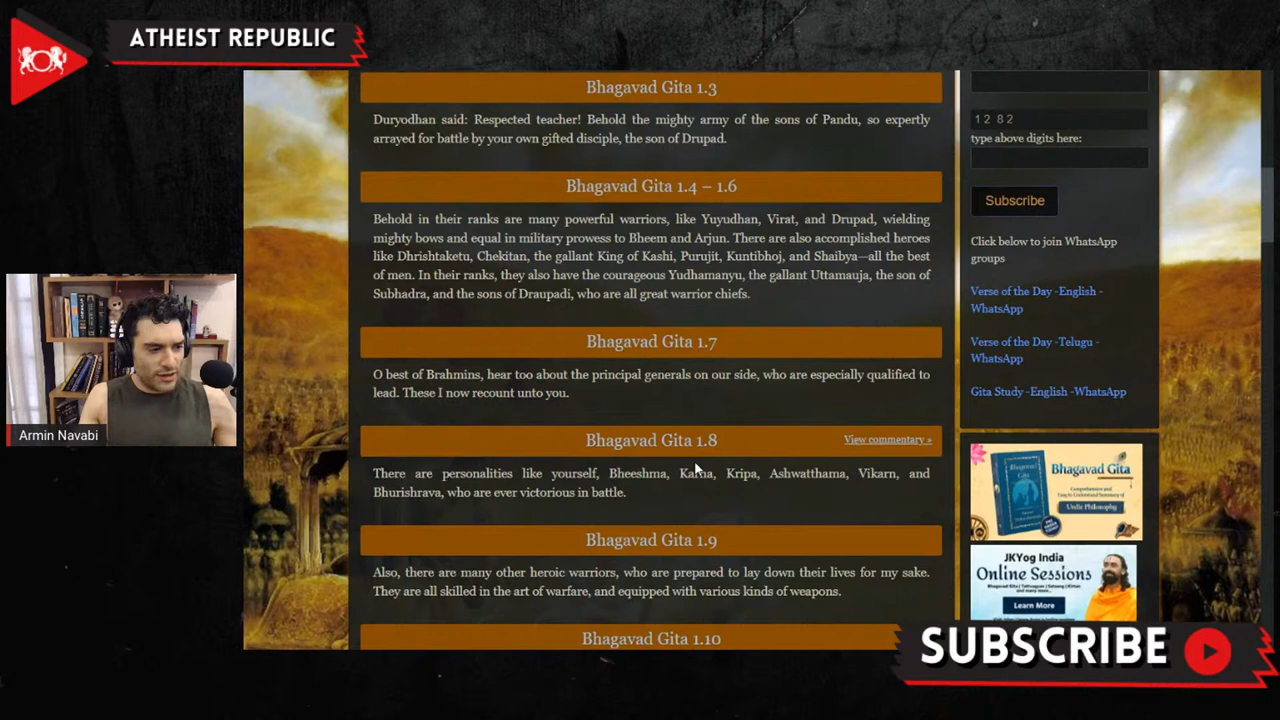 ATHEIST REPUBLIC
Bhagavad Gita 1.3
Duryodhan said: Respected teacher! Behold the mighty army of the sons of Pandu, so expertly
arrayed for battle by your own gifted disciple, the son of Drupad.
Bhagavad Gita 1.4 – 1.6
Behold in their ranks are many powerful warriors, like Yuyudhan, Virat, and Drupad, wielding
mighty bows and equal in military prowess to Bheem and Arjun. There are also accomplished heroes
like Dhrishtaketu, Chekitan, the gallant King of Kashi, Purujit, Kuntibhoj, and Shaibya—all the best
of men. In their ranks, they also have the courageous Yudhamanyu, the gallant Uttamauja, the son of
Subhadra, and the sons of Draupadi, who are all great warrior chiefs.
Bhagavad Gita 1.7
O best of Brahmins, hear too about the principal generals on our side, who are especially qualified to
lead. These I now recount unto you.
Bhagavad Gita 1.8
View commentary »
There are personalities like yourself, Bheeshma, Karna, Kripa, Ashwatthama, Vikarn, and
Bhurishrava, who are ever victorious in battle.
Bhagavad Gita 1.9
Also, there are many other heroic warriors, who are prepared to lay down their lives for my sake.
They are all skilled in the art of warfare, and equipped with various kinds of weapons.
Bhagavad Gita 1.10
1 2 8 2
type above digits here:
Subscribe
Click below to join WhatsApp
groups
Verse of the Day -English -
WhatsApp
Verse of the Day -Telugu -
WhatsApp
Gita Study -English -WhatsApp
Bhagavad Gita
Vedic Philosophy
JKYog India
Online Sessions
Learn More
Armin Navabi
SUBSCRIBE